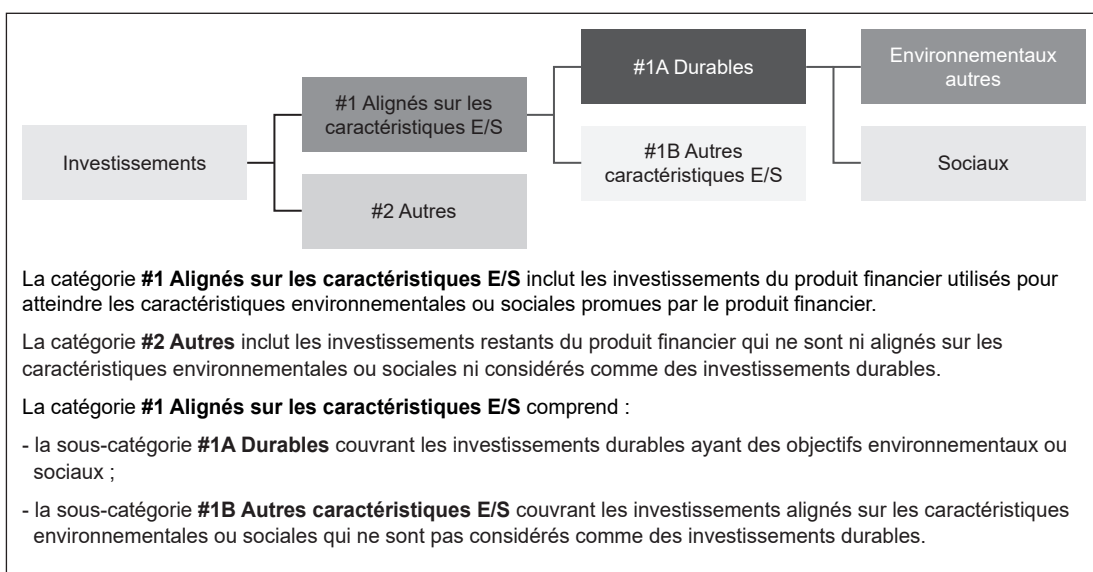 Investissements
#1 Alignés sur les
caractéristiques E/S
#2 Autres
#1A Durables
#1B Autres
caractéristiques E/S
Environnementaux
autres
Sociaux
La catégorie #1 Alignés sur les caractéristiques E/S inclut les investissements du produit financier utilisés pour
atteindre les caractéristiques environnementales ou sociales promues par le produit financier.
La catégorie #2 Autres inclut les investissements restants du produit financier qui ne sont ni alignés sur les
caractéristiques environnementales ou sociales ni considérés comme des investissements durables.
La catégorie #1 Alignés sur les caractéristiques E/S comprend :
- la sous-catégorie #1A Durables couvrant les investissements durables ayant des objectifs environnementaux ou
sociaux ;
- la sous-catégorie #1B Autres caractéristiques E/S couvrant les investissements alignés sur les caractéristiques
environnementales ou sociales qui ne sont pas considérés comme des investissements durables.